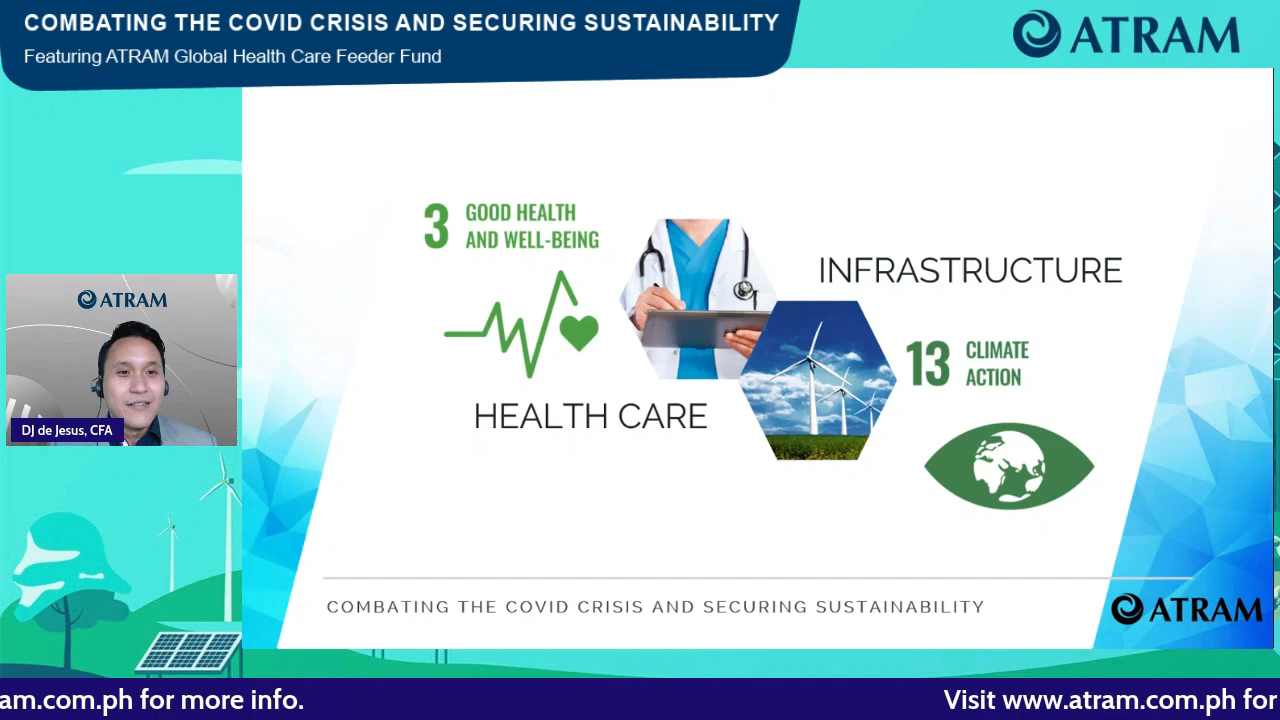 COMBATING THE COVID CRISIS AND SECURING SUSTAINABILITY
Featuring ATRAM Global Health Care Feeder Fund
ATRAM
3 GOOD HEALTH
AND WELL-BEING
HEALTH CARE
INFRASTRUCTURE
13 CLIMATE
ACTION
ATRAM
DJ de Jesus, CFA
COMBATING THE COVID CRISIS AND SECURING SUSTAINABILITY
ATRAM
am.com.ph for more info.
Visit www.atram.com.ph for